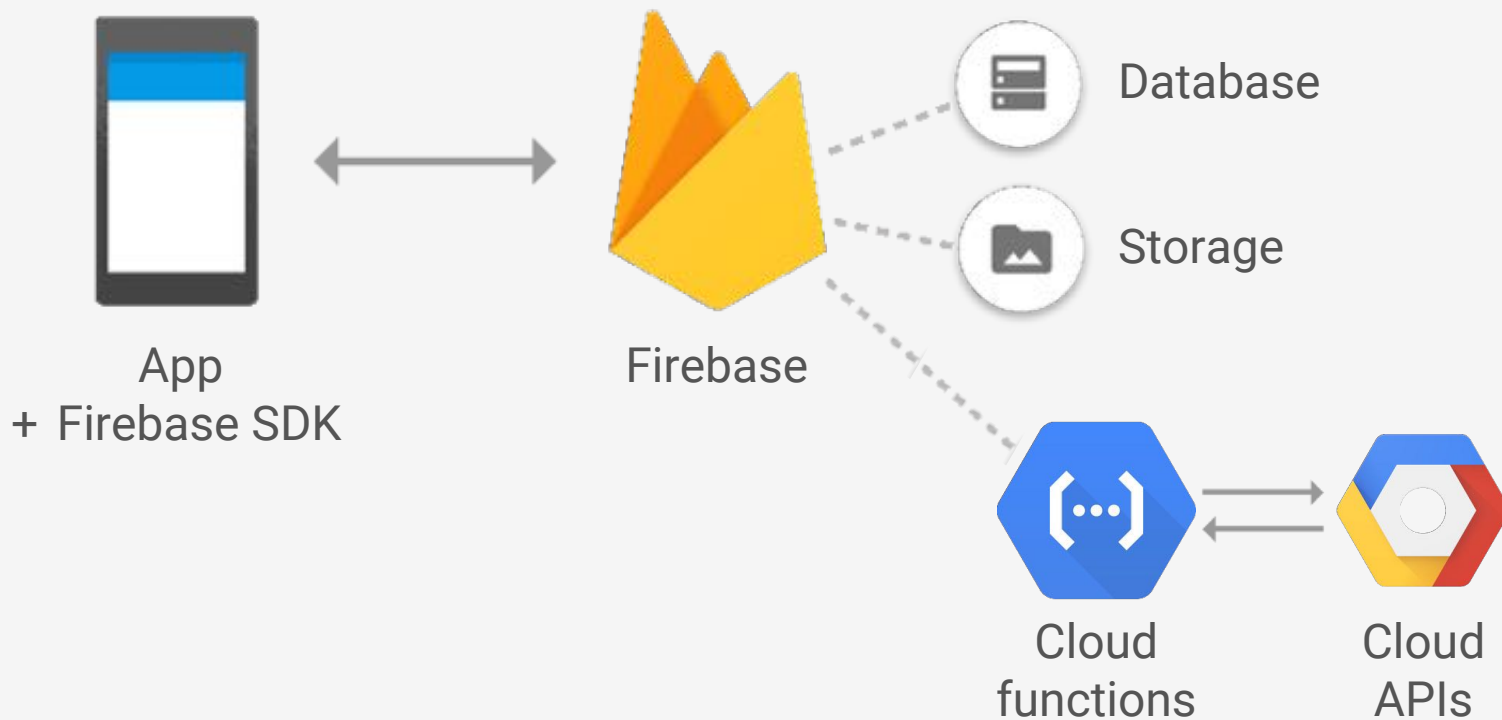 Database
Storage
App
+ Firebase SDK
Firebase
Cloud
functions
Cloud
APIs